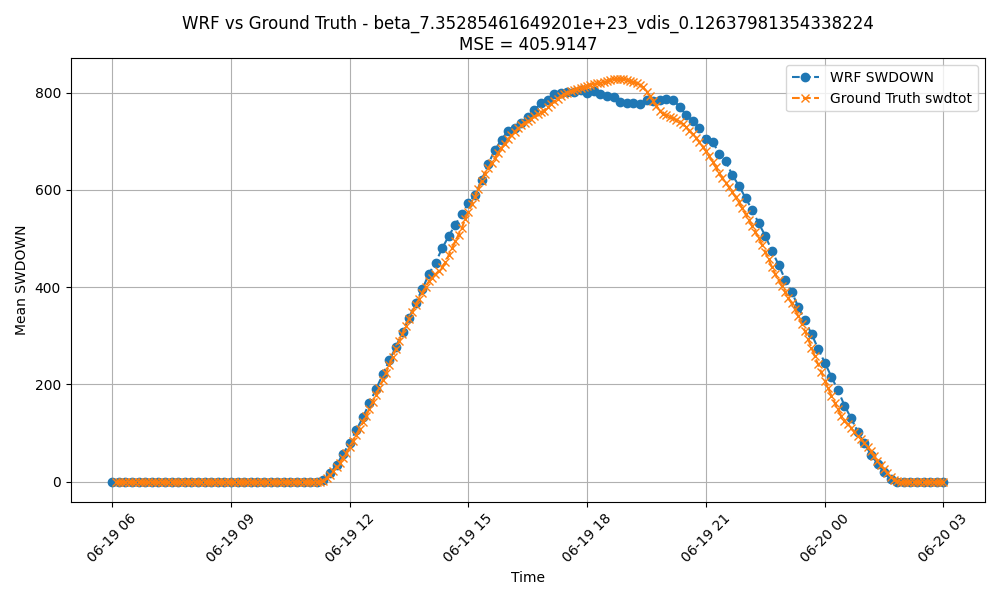 WRF vs Ground Truth - beta_7.35285461649201e+23_vdis_0.12637981354338224
MSE = 405.9147
WRF SWDOWN
Ground Truth swdtot
Mean SWDOWN
800
600
400
200
0
06-19 06
06-19 09
06-19 12
06-19 15
06-19 18
06-19 21
06-20 00
06-20 03
Time